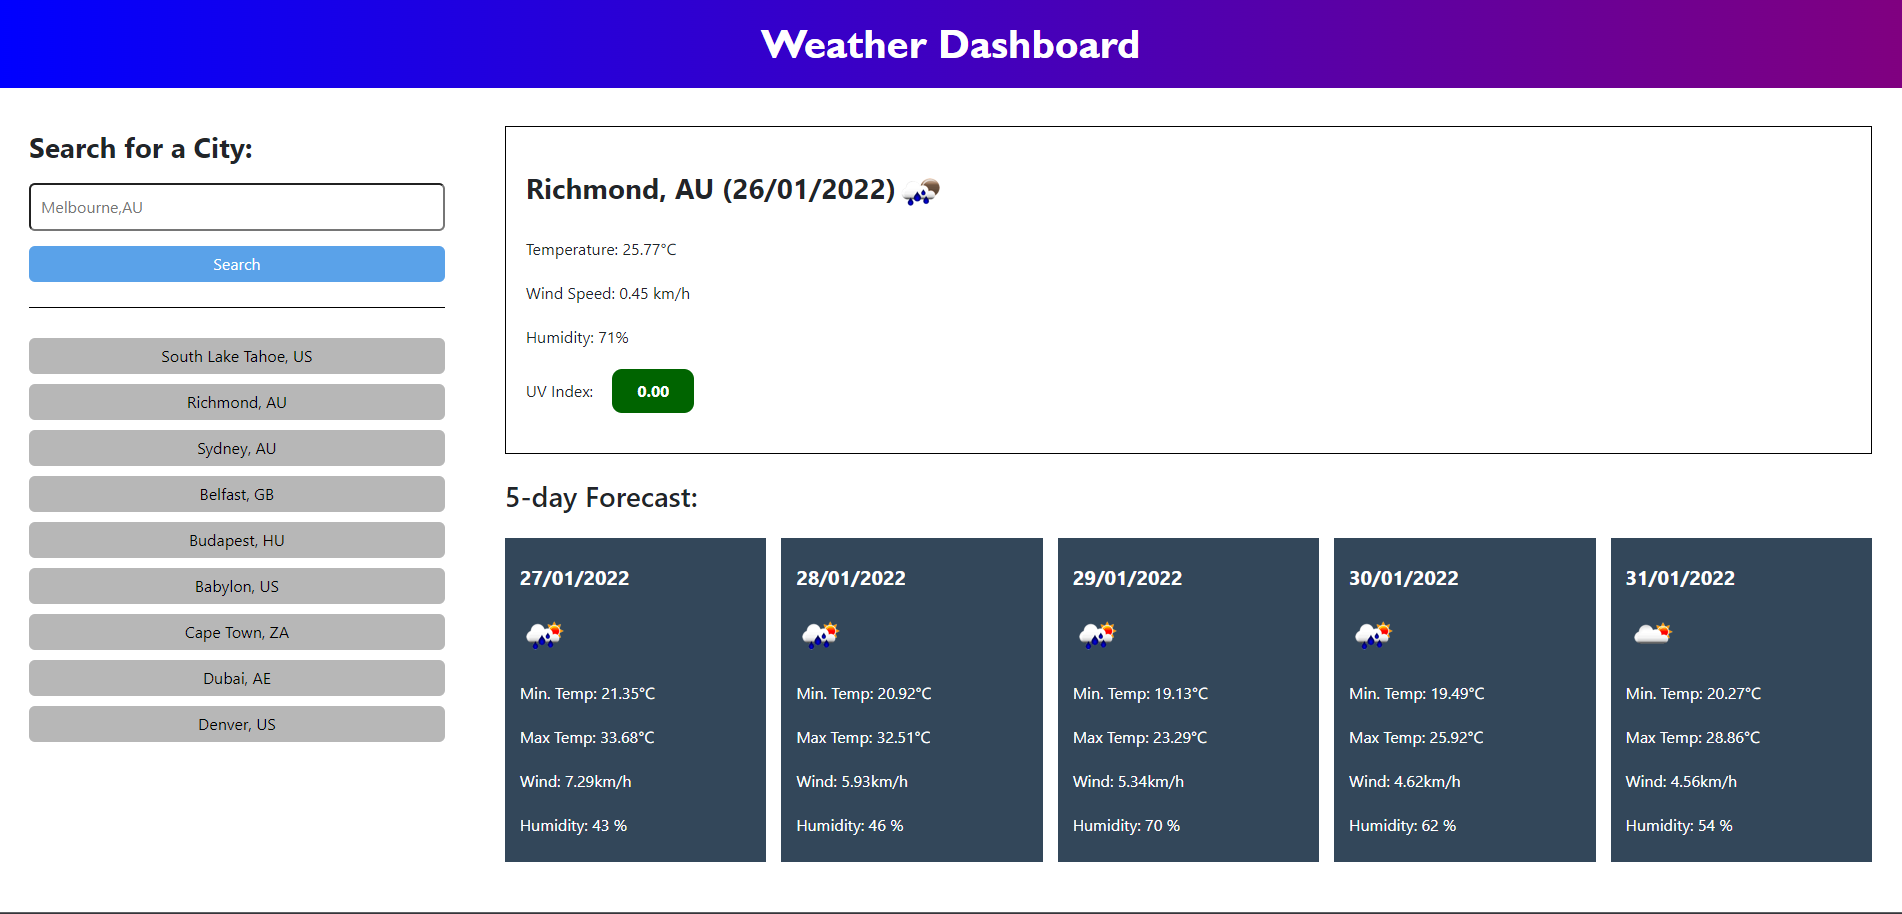 Weather Dashboard
Search for a City:
Melbourne,AU
Search
South Lake Tahoe, US
Richmond, AU
Sydney, AU
Belfast, GB
Budapest, HU
Babylon, US
Cape Town, ZA
Dubai, AE
Denver, US
Richmond, AU (26/01/2022)
Temperature: 25.77°C
Wind Speed: 0.45 km/h
Humidity: 71%
UV Index: 0.00
5-day Forecast:
27/01/2022
Min. Temp: 21.35°C
Max Temp: 33.68°C
Wind: 7.29km/h
Humidity: 43 %
28/01/2022
Min. Temp: 20.92°C
Max Temp: 32.51°C
Wind: 5.93km/h
Humidity: 46 %
29/01/2022
Min. Temp: 19.13°C
Max Temp: 23.29°C
Wind: 5.34km/h
Humidity: 70 %
30/01/2022
Min. Temp: 19.49°C
Max Temp: 25.92°C
Wind: 4.62km/h
Humidity: 62 %
31/01/2022
Min. Temp: 20.27°C
Max Temp: 28.86°C
Wind: 4.56km/h
Humidity: 54 %